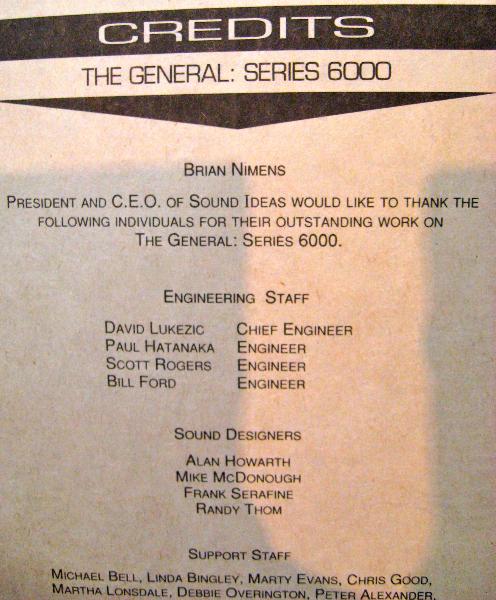 CREDITS
THE GENERAL: SERIES 6000
BRIAN NIMENS
PRESIDENT AND C.E.O. OF SOUND IDEAS WOULD LIKE TO THANK THE
FOLLOWING INDIVIDUALS FOR THEIR OUTSTANDING WORK ON
THE GENERAL: SERIES 6000.
ENGINEERING STAFF
DAVID LUKEZIC CHIEF ENGINEER
PAUL HATANAKA ENGINEER
SCOTT ROGERS ENGINEER
BILL FORD ENGINEER
SOUND DESIGNERS
ALAN HOWARTH
MIKE MCDONOUGH
FRANK SERAFINE
RANDY THOM
SUPPORT STAFF
MICHAEL BELL, LINDA BINGLEY, MARTY EVANS, CHRIS GOOD,
MARTHA LONSDALE, DEBBIE OVERINGTON, PETER ALEXANDER,